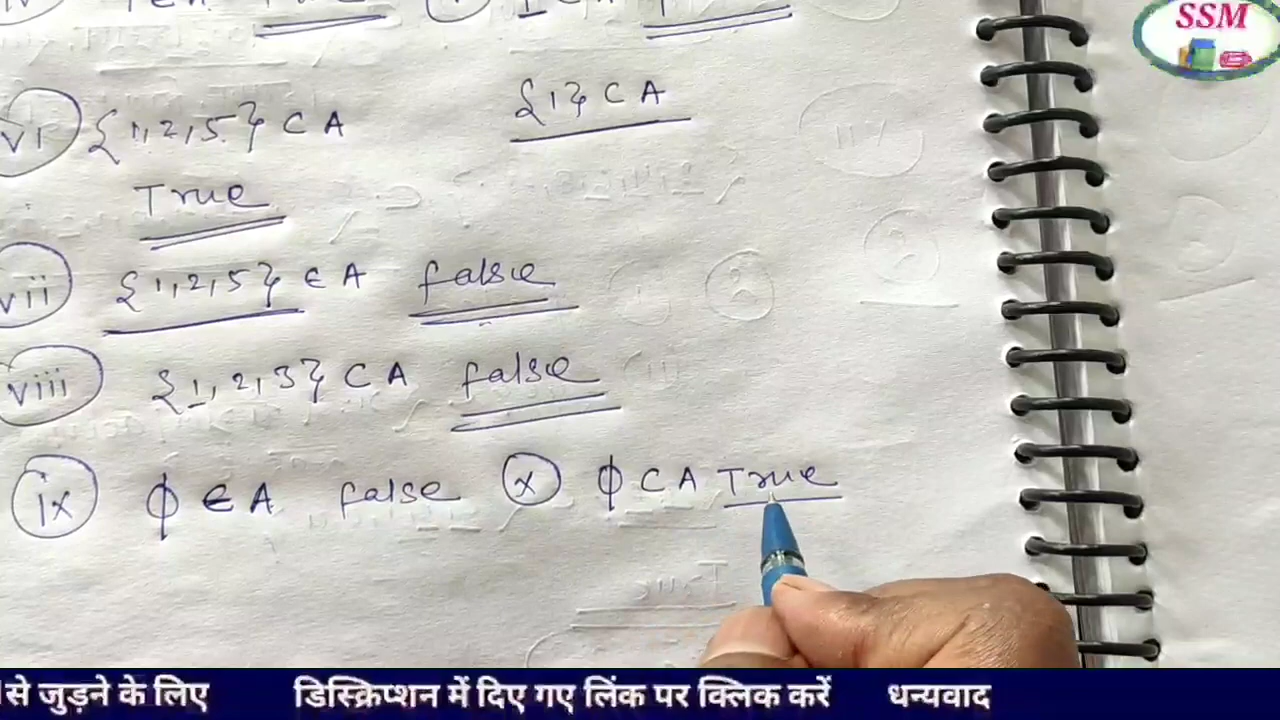 SSM
{1} ⊂ A
vi {1,2,5} ⊂ A
True
vii {1,2,5} ∈ A false
viii {1,2,3} ⊂ A false
ix ϕ ∈ A false x ϕ ⊂ A True
से जुड़ने के लिए डिस्क्रिप्शन में दिए गए लिंक पर क्लिक करें धन्यवाद